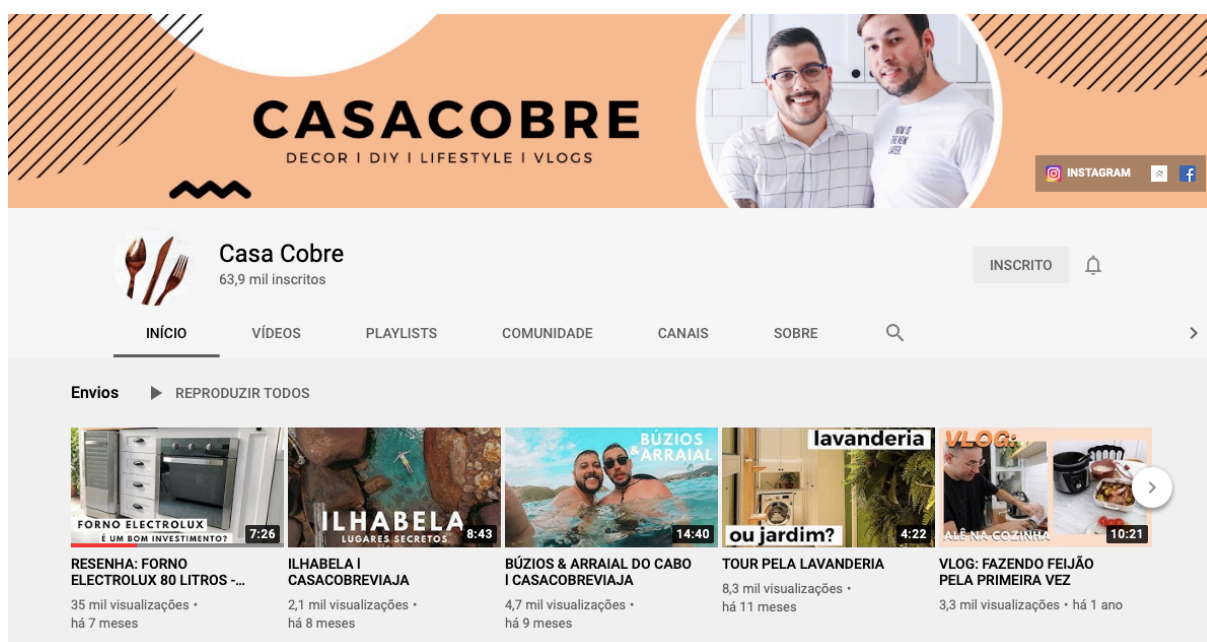 CASACOBRE
DECOR I DIY I LIFESTYLE I VLOGS
NOW IS
THE NEW
LATER.
INSTAGRAM
Casa Cobre
63,9 mil inscritos
INSCRITO
INÍCIO VÍDEOS PLAYLISTS COMUNIDADE CANAIS SOBRE
Envios REPRODUZIR TODOS
FORNO ELECTROLUX
É UM BOM INVESTIMENTO?
7:26
ILHABELA
LUGARES SECRETOS
8:43
BÚZIOS
&ARRAIAL
14:40
lavanderia
ou jardim?
4:22
VLOG:
ALÊ NA COZINHA
10:21
RESENHA: FORNO
ELECTROLUX 80 LITROS -...
35 mil visualizações •
há 7 meses
ILHABELA I
CASACOBREVIAJA
2,1 mil visualizações •
há 8 meses
BÚZIOS & ARRAIAL DO CABO
I CASACOBREVIAJA
4,7 mil visualizações •
há 9 meses
TOUR PELA LAVANDERIA
8,3 mil visualizações •
há 11 meses
VLOG: FAZENDO FEIJÃO
PELA PRIMEIRA VEZ
3,3 mil visualizações • há 1 ano